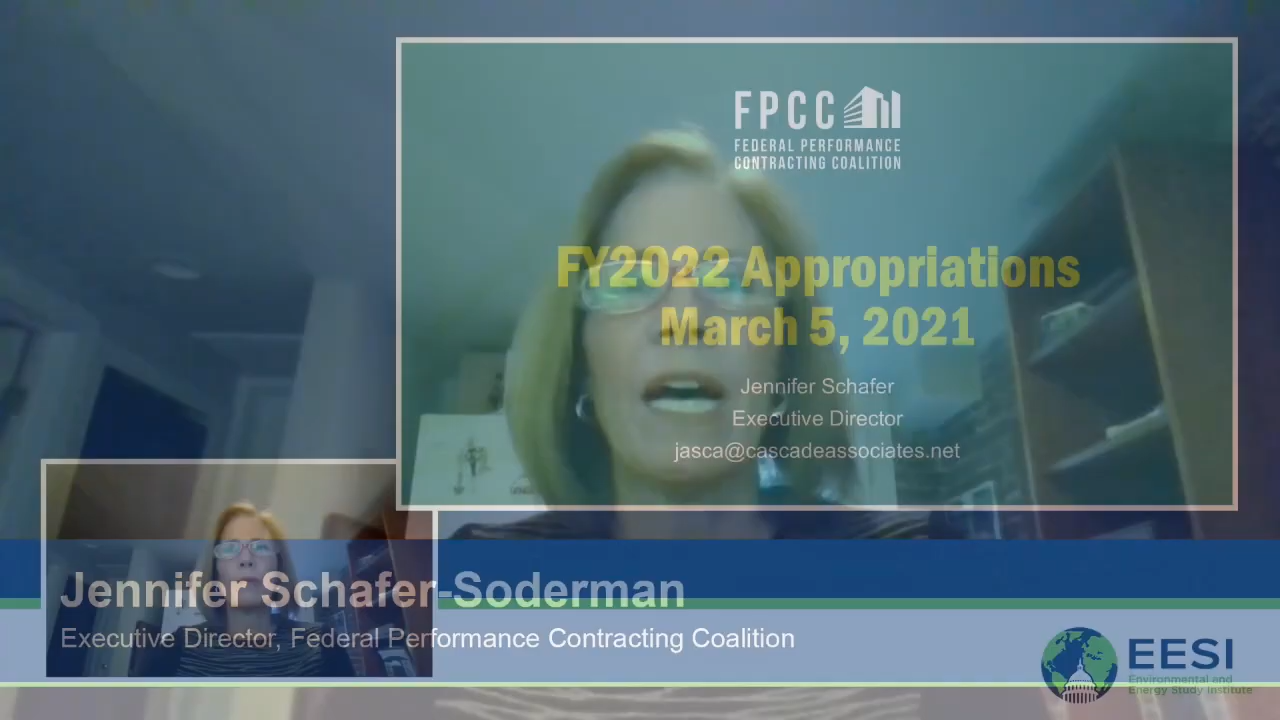 FPCC
FEDERAL PERFORMANCE
CONTRACTING COALITION
FY2022 Appropriations
March 5, 2021
Jennifer Schafer
Executive Director
jasca@cascadeassociates.net
Jennifer Schafer-Soderman
Executive Director, Federal Performance Contracting Coalition
EESI
Environmental and
Energy Study Institute